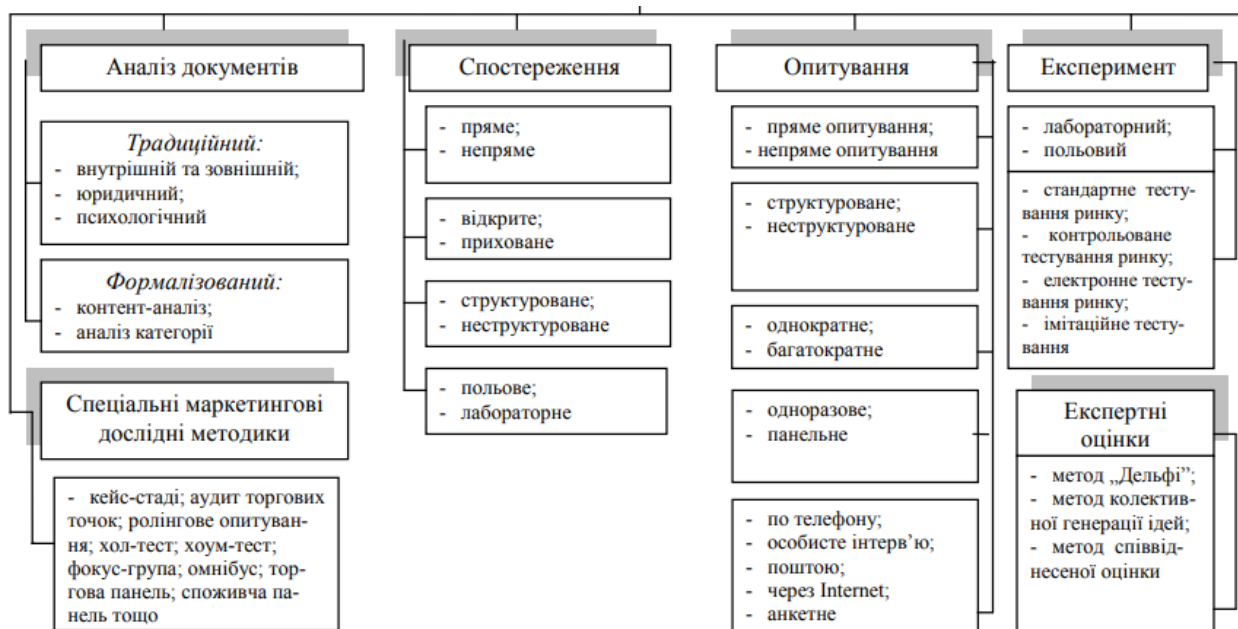 Аналіз документів
Традиційний:
- внутрішній та зовнішній;
- юридичний;
- психологічний
Формалізований:
- контент-аналіз;
- аналіз категорії
Спеціальні маркетингові
дослідні методики
- кейс-стаді; аудит торгових
точок; ролінгове опитуван-
ня; хол-тест; хоум-тест;
фокус-група; омнібус; тор-
гова панель; споживча па-
нель тощо
Спостереження
- пряме;
- непряме
- відкрите;
- приховане
- структуроване;
- неструктуроване
- польове;
- лабораторне
Опитування
- пряме опитування;
- непряме опитування
- структуроване;
- неструктуроване
- однократне;
- багатократне
- одноразове;
- панельне
- по телефону;
- особисте інтерв’ю;
- поштою;
- через Internet;
- анкетне
Експеримент
- лабораторний;
- польовий
- стандартне тесту-
вання ринку;
- контрольоване
тестування ринку;
- електронне тесту-
вання ринку;
- імітаційне тесту-
вання
Експертні
оцінки
- метод „Дельфі”;
- метод колектив-
ної генерації ідей;
- метод співвід-
несеної оцінки